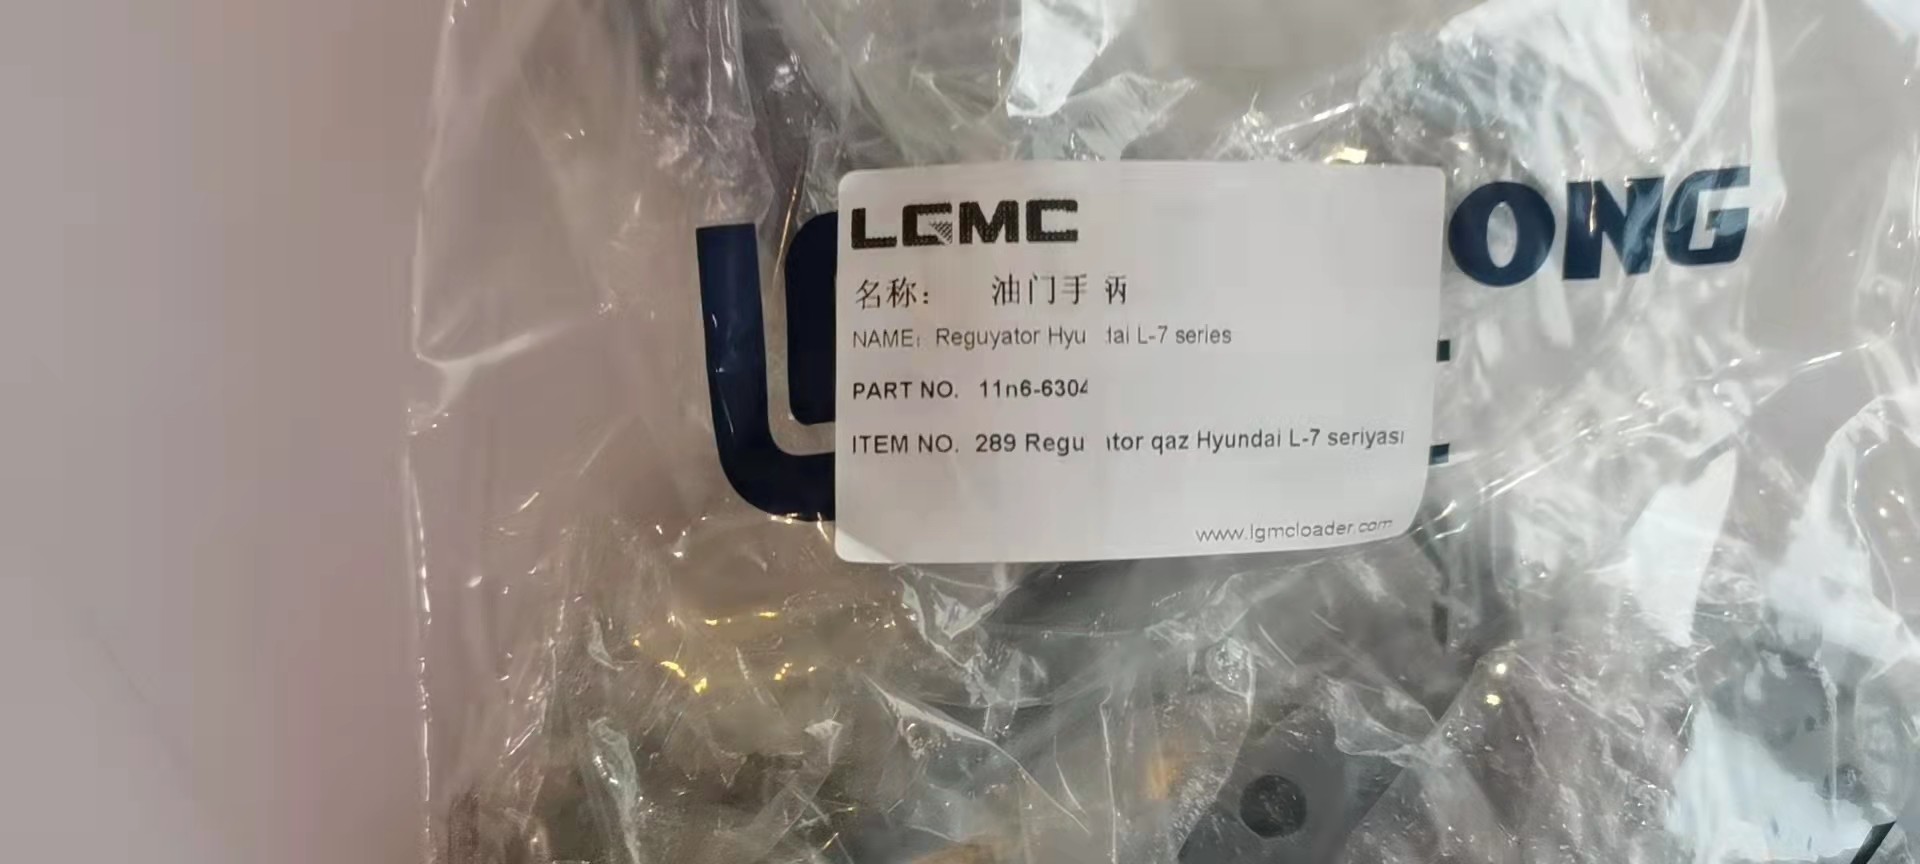 LGMC
名称： 油门手柄
NAME: Reguyator Hyu dai L-7 series
PART NO. 11n6-6304
ITEM NO. 289 Regu ator qaz Hyundai L-7 seriyası
www.lgmcloader.com
ONG